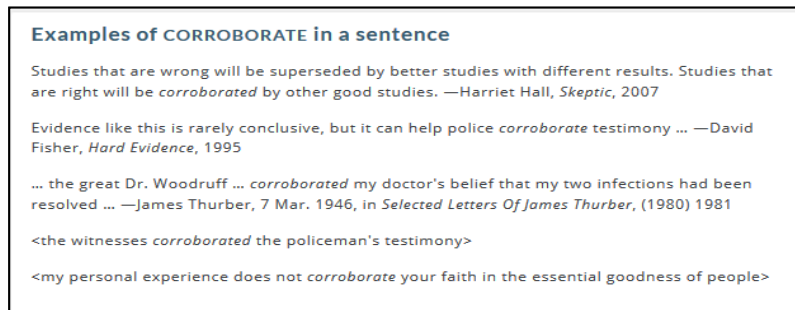 Examples of CORROBORATE in a sentence
Studies that are wrong will be superseded by better studies with different results. Studies that
are right will be corroborated by other good studies. —Harriet Hall, Skeptic, 2007
Evidence like this is rarely conclusive, but it can help police corroborate testimony ... —David
Fisher, Hard Evidence, 1995
... the great Dr. Woodruff ... corroborated my doctor's belief that my two infections had been
resolved ... —James Thurber, 7 Mar. 1946, in Selected Letters Of James Thurber, (1980) 1981
<the witnesses corroborated the policeman's testimony>
<my personal experience does not corroborate your faith in the essential goodness of people>